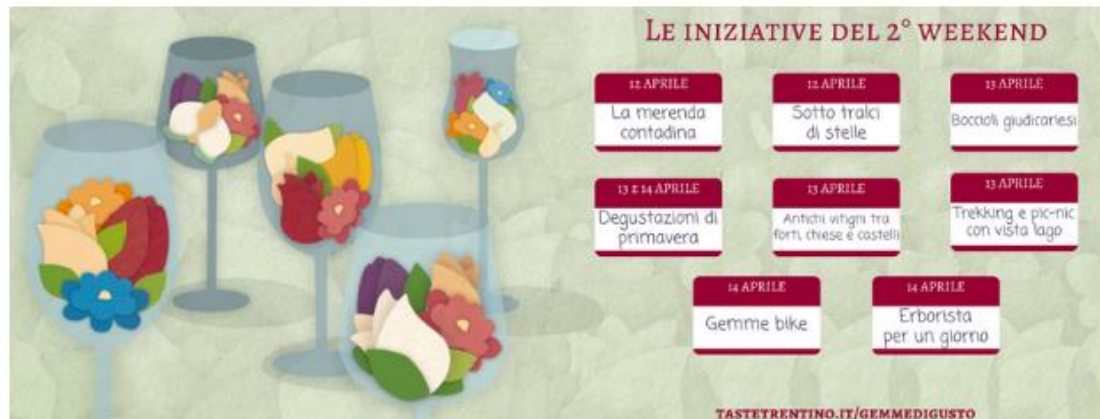 Le iniziative del 2° weekend
12 aprile
La merenda
contadina
12 aprile
Sotto tralci
di stelle
13 aprile
Boccioli giudicariesi
13 e 14 aprile
Degustazioni di
primavera
13 aprile
Antichi vitigni tra
forti, chiese e castelli
13 aprile
Trekking e pic-nic
con vista lago
14 aprile
Gemme bike
14 aprile
Erborista
per un giorno
tastetrentino.it/gemmedigusto